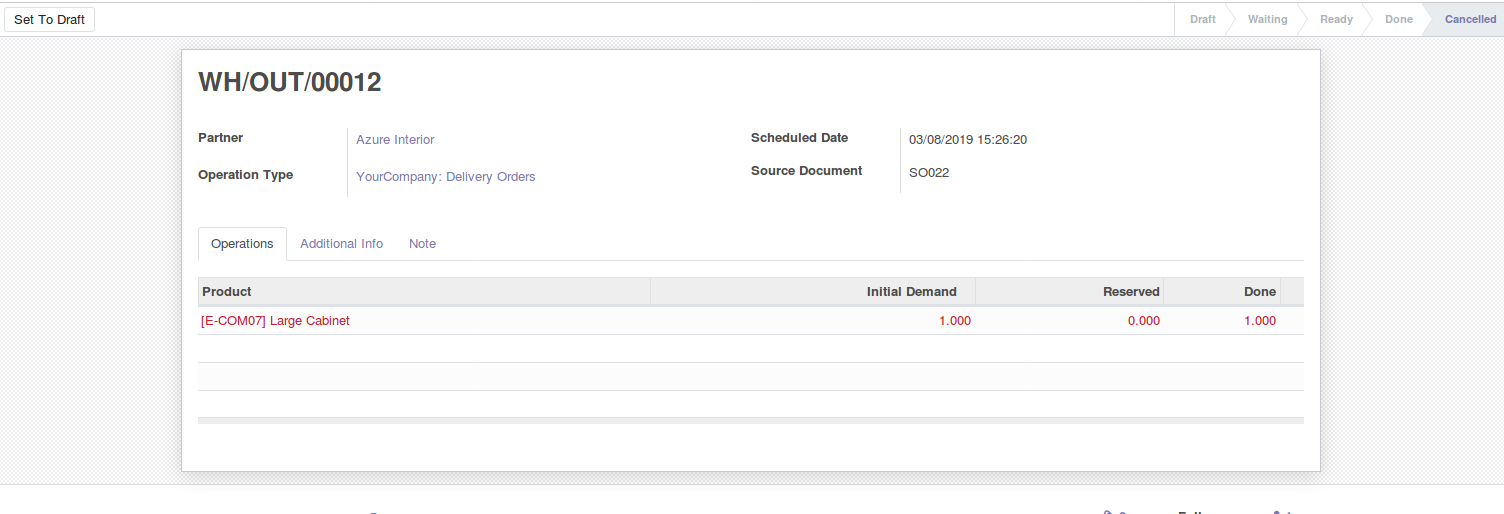 Set To Draft
Draft Waiting Ready Done Cancelled
WH/OUT/00012
Partner Azure Interior Scheduled Date 03/08/2019 15:26:20
Operation Type YourCompany: Delivery Orders Source Document SO022
Operations Additional Info Note
Product Initial Demand Reserved Done
[E-COM07] Large Cabinet 1.000 0.000 1.000